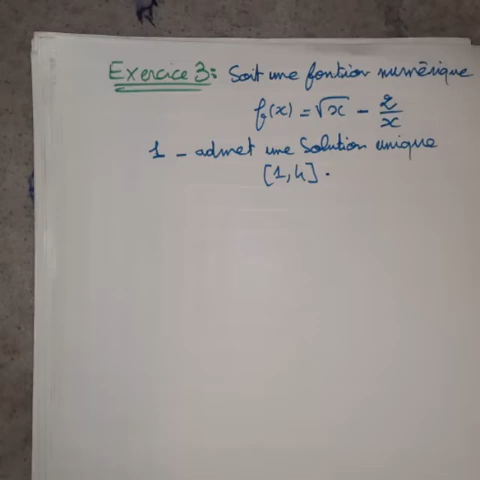 Exercice 3: Soit une fontion numérique
f(x) = √x - 2/x
1 - admet une Solution unique
[1,4].